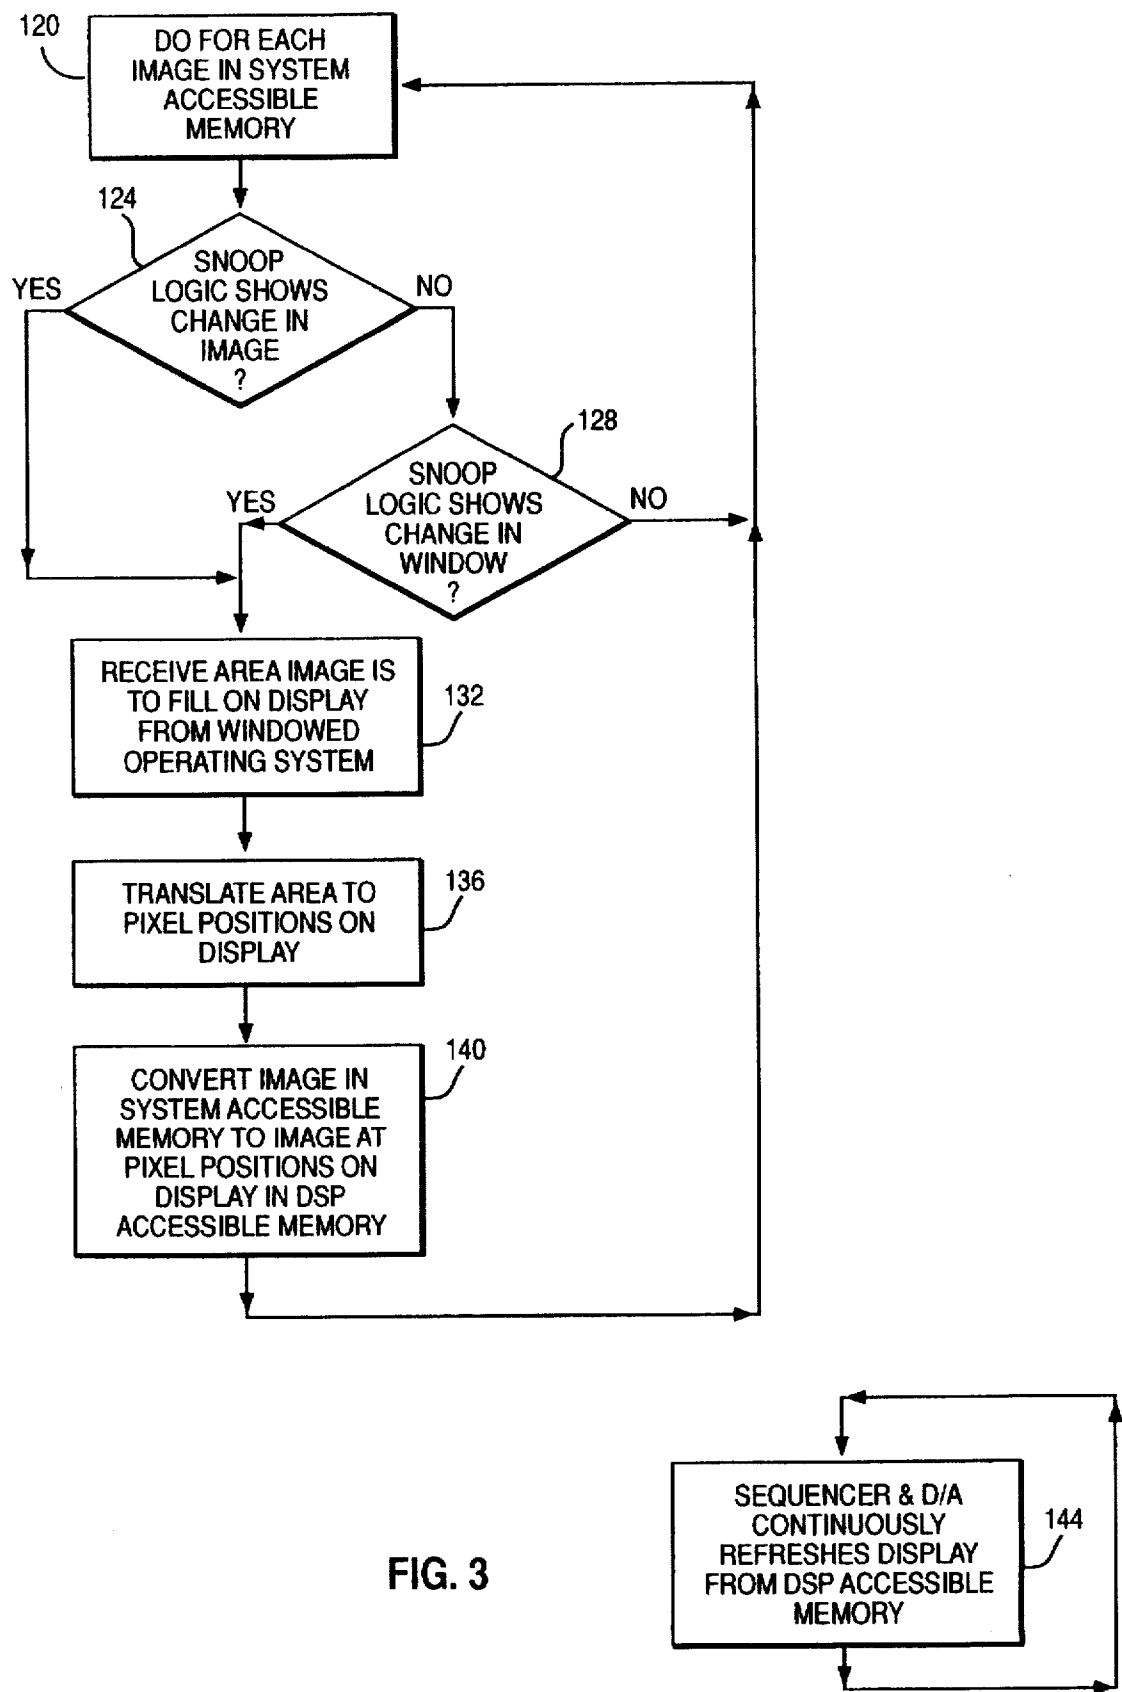 120
DO FOR EACH
IMAGE IN SYSTEM
ACCESSIBLE
MEMORY
124
SNOOP
LOGIC SHOWS
CHANGE IN
IMAGE
?
YES
NO
128
SNOOP
LOGIC SHOWS
CHANGE IN
WINDOW
?
YES
NO
RECEIVE AREA IMAGE IS
TO FILL ON DISPLAY
FROM WINDOWED
OPERATING SYSTEM
132
TRANSLATE AREA TO
PIXEL POSITIONS ON
DISPLAY
136
CONVERT IMAGE IN
SYSTEM ACCESSIBLE
MEMORY TO IMAGE AT
PIXEL POSITIONS ON
DISPLAY IN DSP
ACCESSIBLE MEMORY
140
SEQUENCER & D/A
CONTINUOUSLY
REFRESHES DISPLAY
FROM DSP ACCESSIBLE
MEMORY
144
FIG. 3